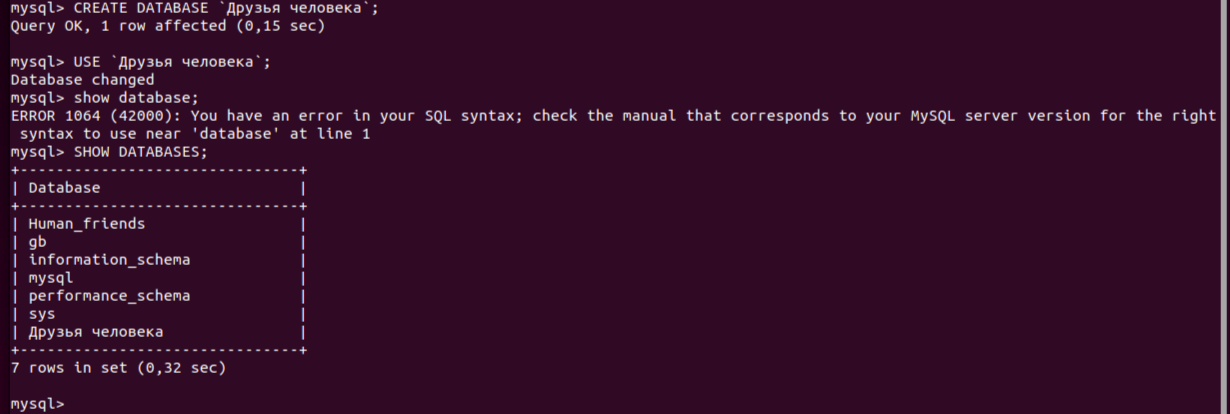 mysql> CREATE DATABASE `Друзья человека`;
Query OK, 1 row affected (0,15 sec)

mysql> USE `Друзья человека`;
Database changed
mysql> show database;
ERROR 1064 (42000): You have an error in your SQL syntax; check the manual that corresponds to your MySQL server version for the right
 syntax to use near 'database' at line 1
mysql> SHOW DATABASES;
+-------------------------------+
| Database                      |
+-------------------------------+
| Human_friends                 |
| gb                            |
| information_schema            |
| mysql                         |
| performance_schema            |
| sys                           |
| Друзья человека               |
+-------------------------------+
7 rows in set (0,32 sec)

mysql>